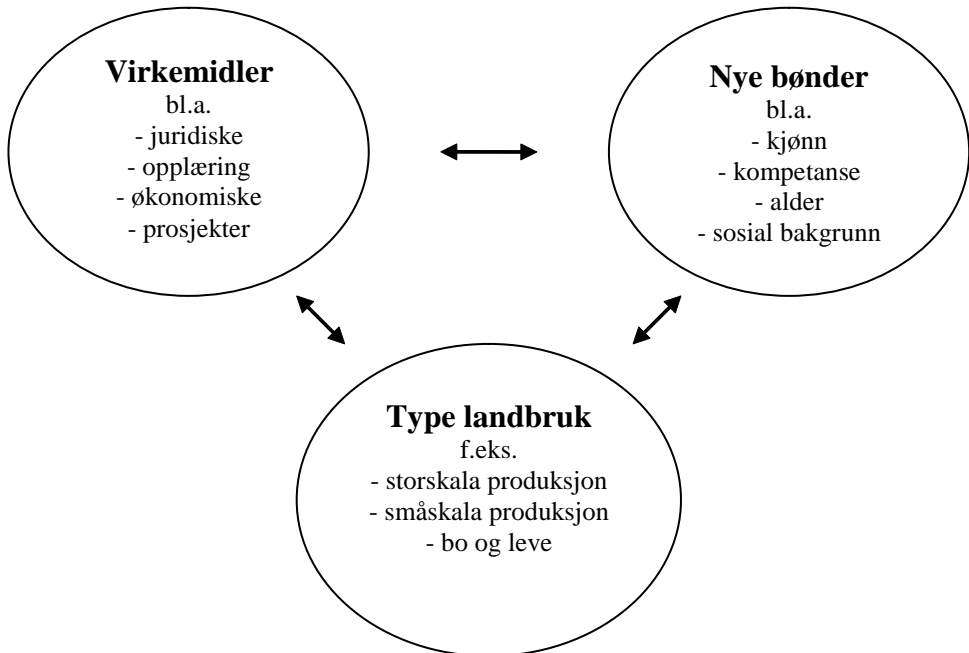 Virkemidler
bl.a.
- juridiske
- opplæring
- økonomiske
- prosjekter
Nye bønder
bl.a.
- kjønn
- kompetanse
- alder
- sosial bakgrunn
Type landbruk
f.eks.
- storskala produksjon
- småskala produksjon
- bo og leve